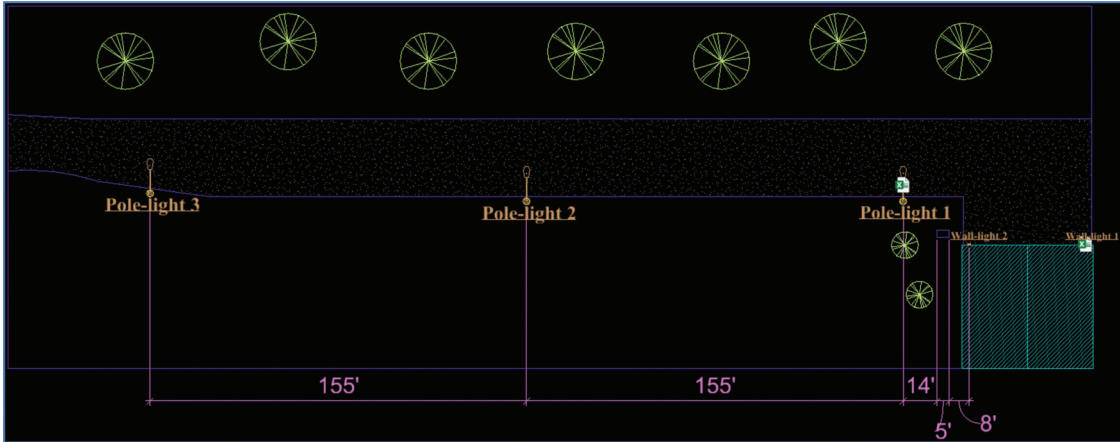 Pole-light 3
Pole-light 2
Pole-light 1
Wall-light 2
Wall-light 1
155'
155'
14'
5'
8'